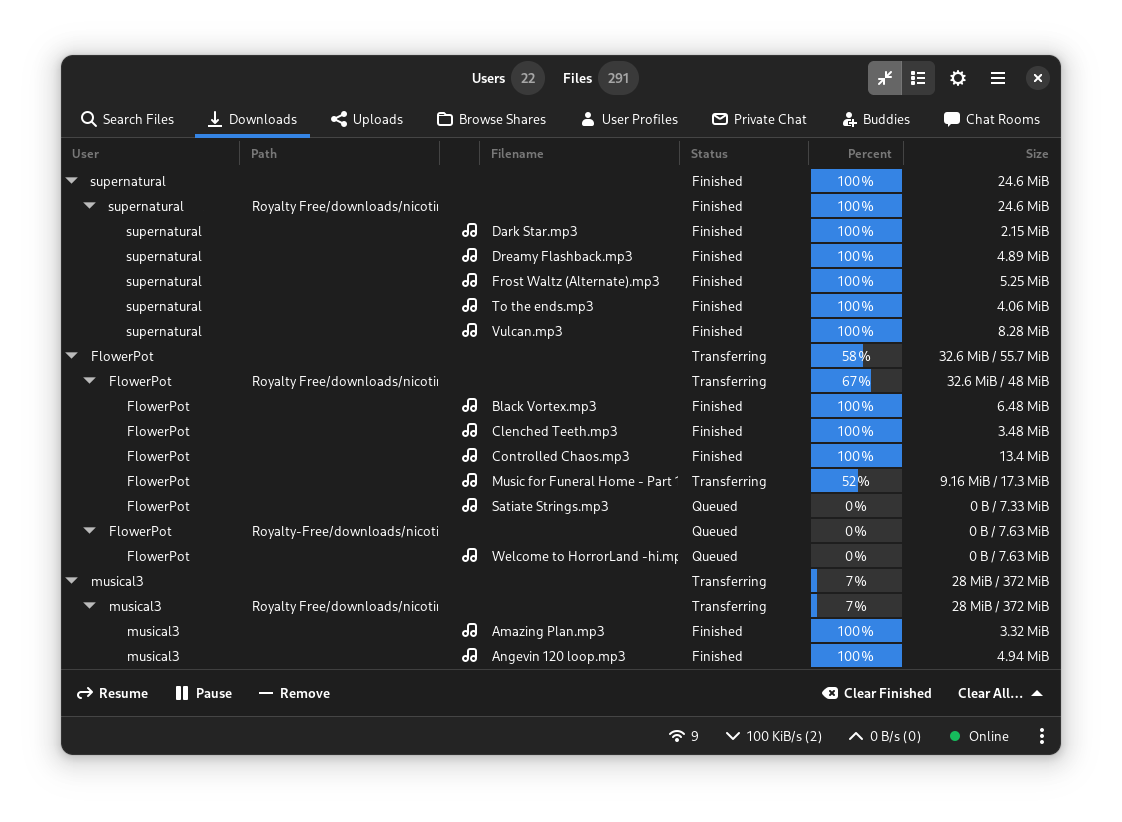 Users 22 Files 291
Search Files Downloads Uploads Browse Shares User Profiles Private Chat Buddies Chat Rooms
User Path Filename Status Percent Size
supernatural Finished 100% 24.6 MiB
supernatural Royalty Free/downloads/nicoti Finished 100% 24.6 MiB
supernatural Dark Star.mp3 Finished 100% 2.15 MiB
supernatural Dreamy Flashback.mp3 Finished 100% 4.89 MiB
supernatural Frost Waltz (Alternate).mp3 Finished 100% 5.25 MiB
supernatural To the ends.mp3 Finished 100% 4.06 MiB
supernatural Vulcan.mp3 Finished 100% 8.28 MiB
FlowerPot Transferring 58% 32.6 MiB / 55.7 MiB
FlowerPot Royalty Free/downloads/nicoti Transferring 67% 32.6 MiB / 48 MiB
FlowerPot Black Vortex.mp3 Finished 100% 6.48 MiB
FlowerPot Clenched Teeth.mp3 Finished 100% 3.48 MiB
FlowerPot Controlled Chaos.mp3 Finished 100% 13.4 MiB
FlowerPot Music for Funeral Home - Part Transferring 52% 9.16 MiB / 17.3 MiB
FlowerPot Satiate Strings.mp3 Queued 0% 0 B / 7.33 MiB
FlowerPot Royalty-Free/downloads/nicoti Queued 0% 0 B / 7.63 MiB
FlowerPot Welcome to HorrorLand -hi.mp Queued 0% 0 B / 7.63 MiB
musical3 Transferring 7% 28 MiB / 372 MiB
musical3 Royalty Free/downloads/nicoti Transferring 7% 28 MiB / 372 MiB
musical3 Amazing Plan.mp3 Finished 100% 3.32 MiB
musical3 Angevin 120 loop.mp3 Finished 100% 4.94 MiB
Resume Pause Remove Clear Finished Clear All...
9 100 KiB/s (2) 0 B/s (0) Online